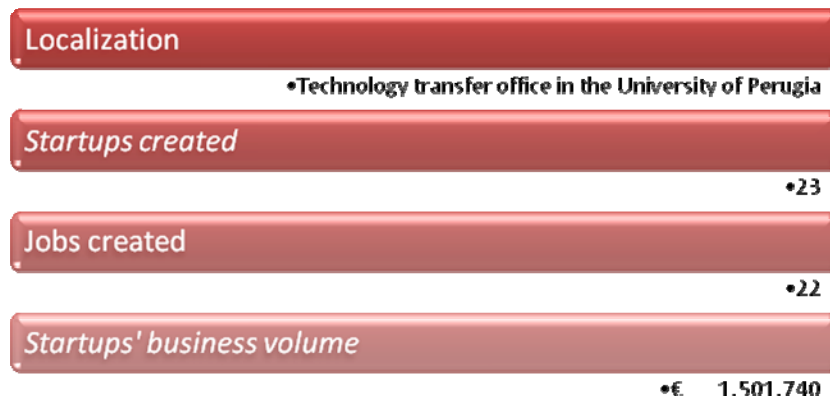 Localization
•Technology transfer office in the University of Perugia
Startups created
•23
Jobs created
•22
Startups' business volume
•€ 1.501.740